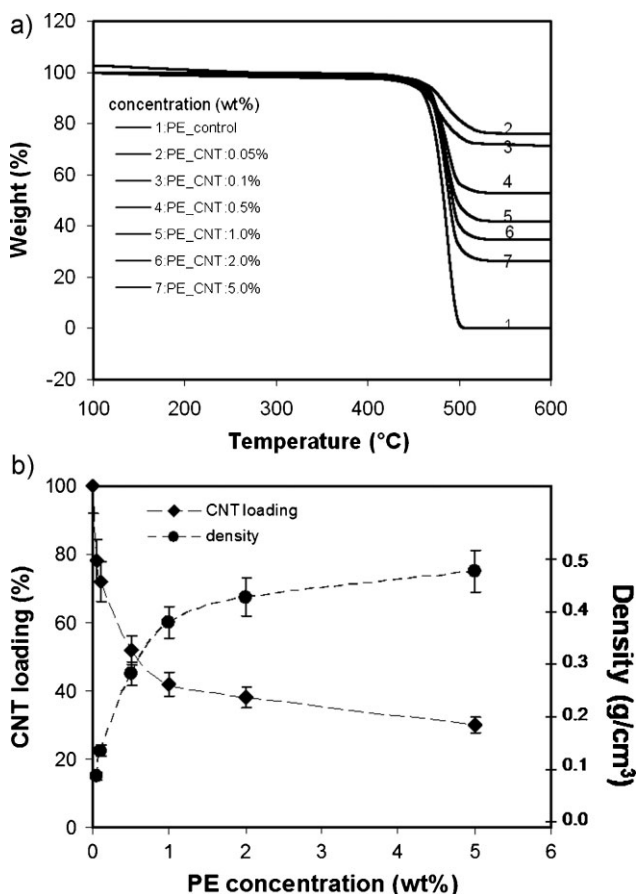 a)
120
100
80
60
40
20
0
-20
Weight (%)
concentration (wt%)
1:PE_control
2:PE_CNT:0.05%
3:PE_CNT:0.1%
4:PE_CNT:0.5%
5:PE_CNT:1.0%
6:PE_CNT:2.0%
7:PE_CNT:5.0%
2
3
4
5
6
7
1
100 200 300 400 500 600
Temperature (°C)
b)
100
80
60
40
20
0
CNT loading (%)
CNT loading
density
0.5
0.4
0.3
0.2
0.1
0.0
Density (g/cm³)
0 1 2 3 4 5 6
PE concentration (wt%)